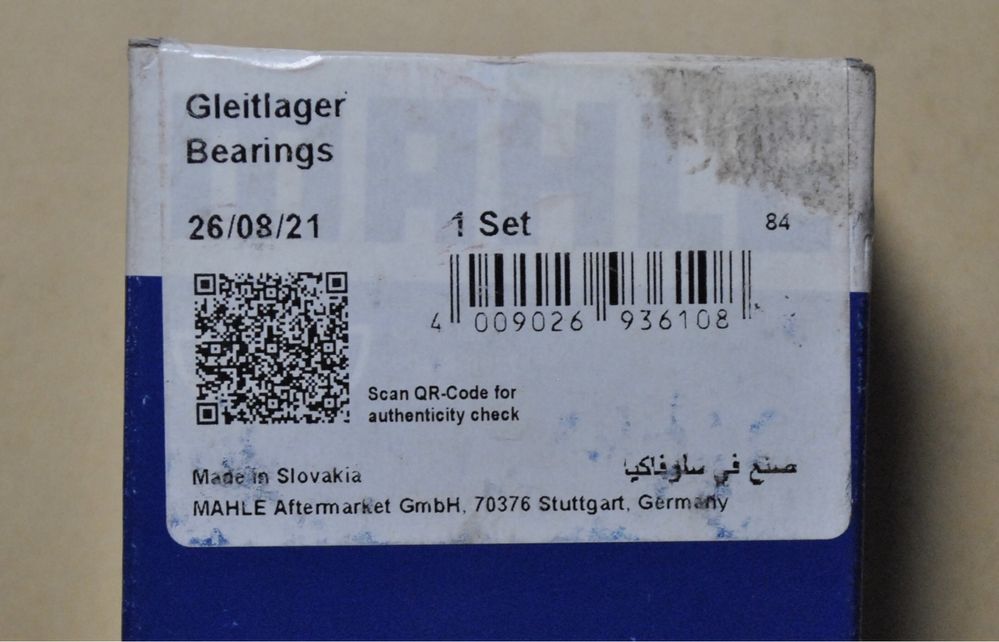 Gleitlager
Bearings
26/08/21 1 Set 84
4 009026 936108
Scan QR-Code for
authenticity check
Made in Slovakia صنع في سلوفاكيا
MAHLE Aftermarket GmbH, 70376 Stuttgart, Germany
MAHLE